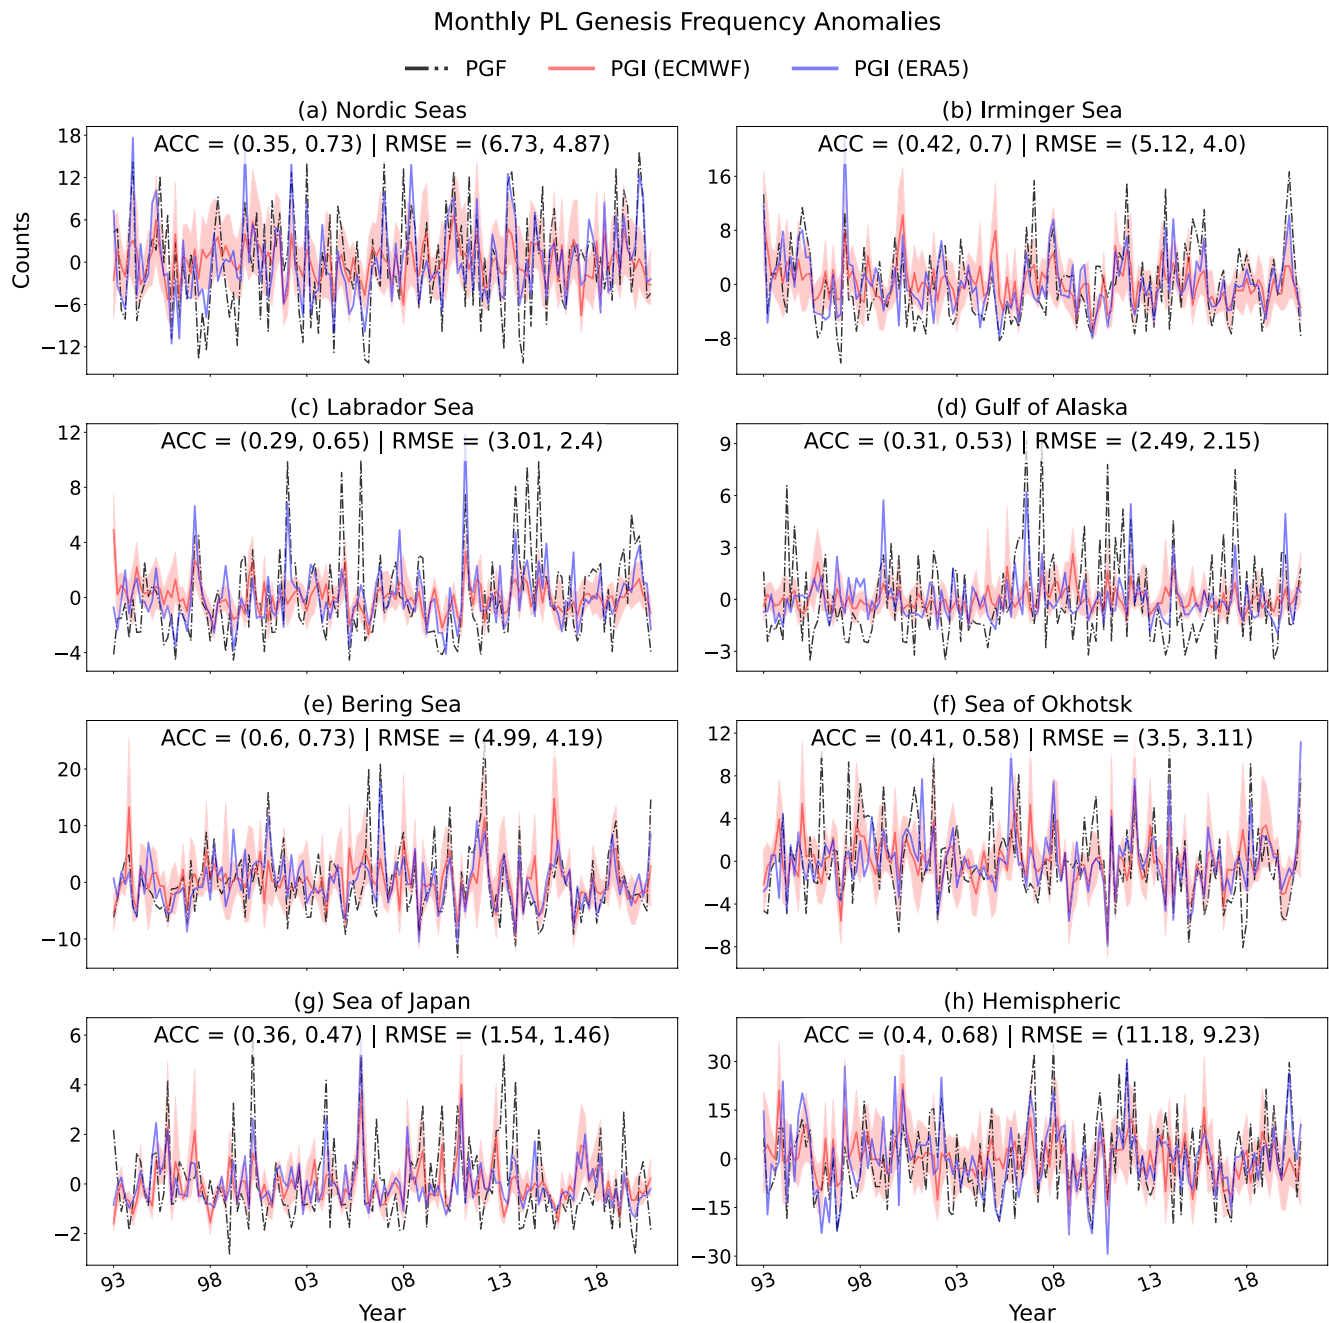 Monthly PL Genesis Frequency Anomalies
PGF PGI (ECMWF) PGI (ERA5)
(a) Nordic Seas
ACC = (0.35, 0.73) | RMSE = (6.73, 4.87)
18
12
6
0
−6
−12
Counts
(b) Irminger Sea
ACC = (0.42, 0.7) | RMSE = (5.12, 4.0)
16
8
0
−8
(c) Labrador Sea
ACC = (0.29, 0.65) | RMSE = (3.01, 2.4)
12
8
4
0
−4
(d) Gulf of Alaska
ACC = (0.31, 0.53) | RMSE = (2.49, 2.15)
9
6
3
0
−3
(e) Bering Sea
ACC = (0.6, 0.73) | RMSE = (4.99, 4.19)
20
10
0
−10
(f) Sea of Okhotsk
ACC = (0.41, 0.58) | RMSE = (3.5, 3.11)
12
8
4
0
−4
−8
(g) Sea of Japan
ACC = (0.36, 0.47) | RMSE = (1.54, 1.46)
6
4
2
0
−2
93 98 03 08 13 18
Year
(h) Hemispheric
ACC = (0.4, 0.68) | RMSE = (11.18, 9.23)
30
15
0
−15
−30
93 98 03 08 13 18
Year